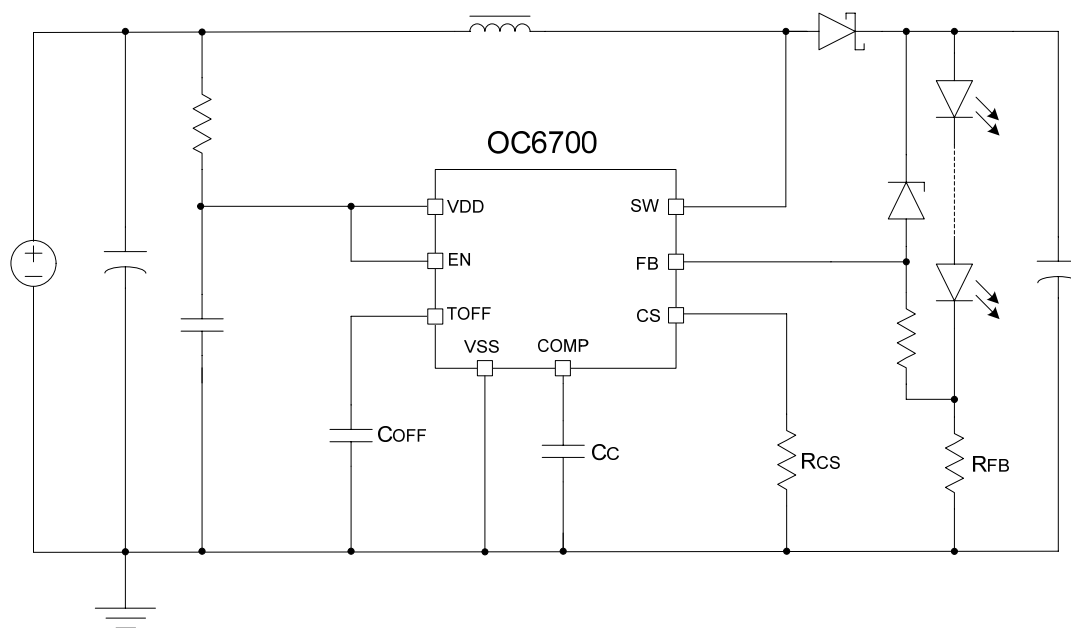 OC6700
VDD
SW
EN
FB
TOFF
CS
VSS
COMP
COFF
CC
RCS
RFB